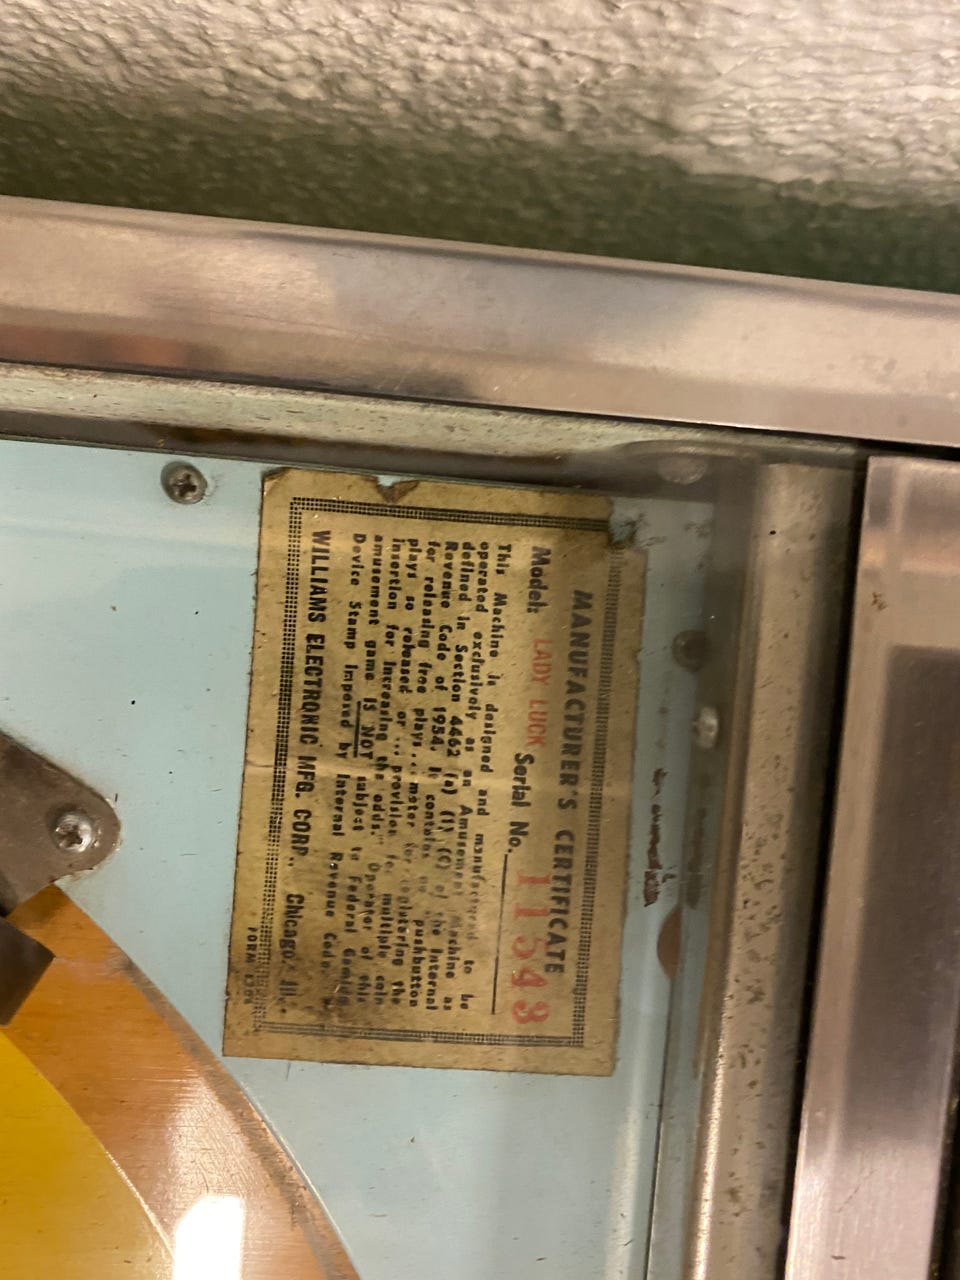 MANUFACTURER'S CERTIFICATE
Model: LADY LUCK Serial No. 11543
This Machine is designed and manufactured to be
operated exclusively as an Amusement Machine as
defined in Section 4462 (a) (1) (C) of the Internal
Revenue Code of 1954. It contains no pushbutton
for releasing free plays... meter for registering the
plays so released or ... provision for multiple coin
insertion for increasing the odds." Operator of this
amusement game IS NOT subject to Federal Gaming
Device Stamp Imposed by Internal Revenue Code.
WILLIAMS ELECTRONIC MFG. CORP., Chicago, Ill.
FORM